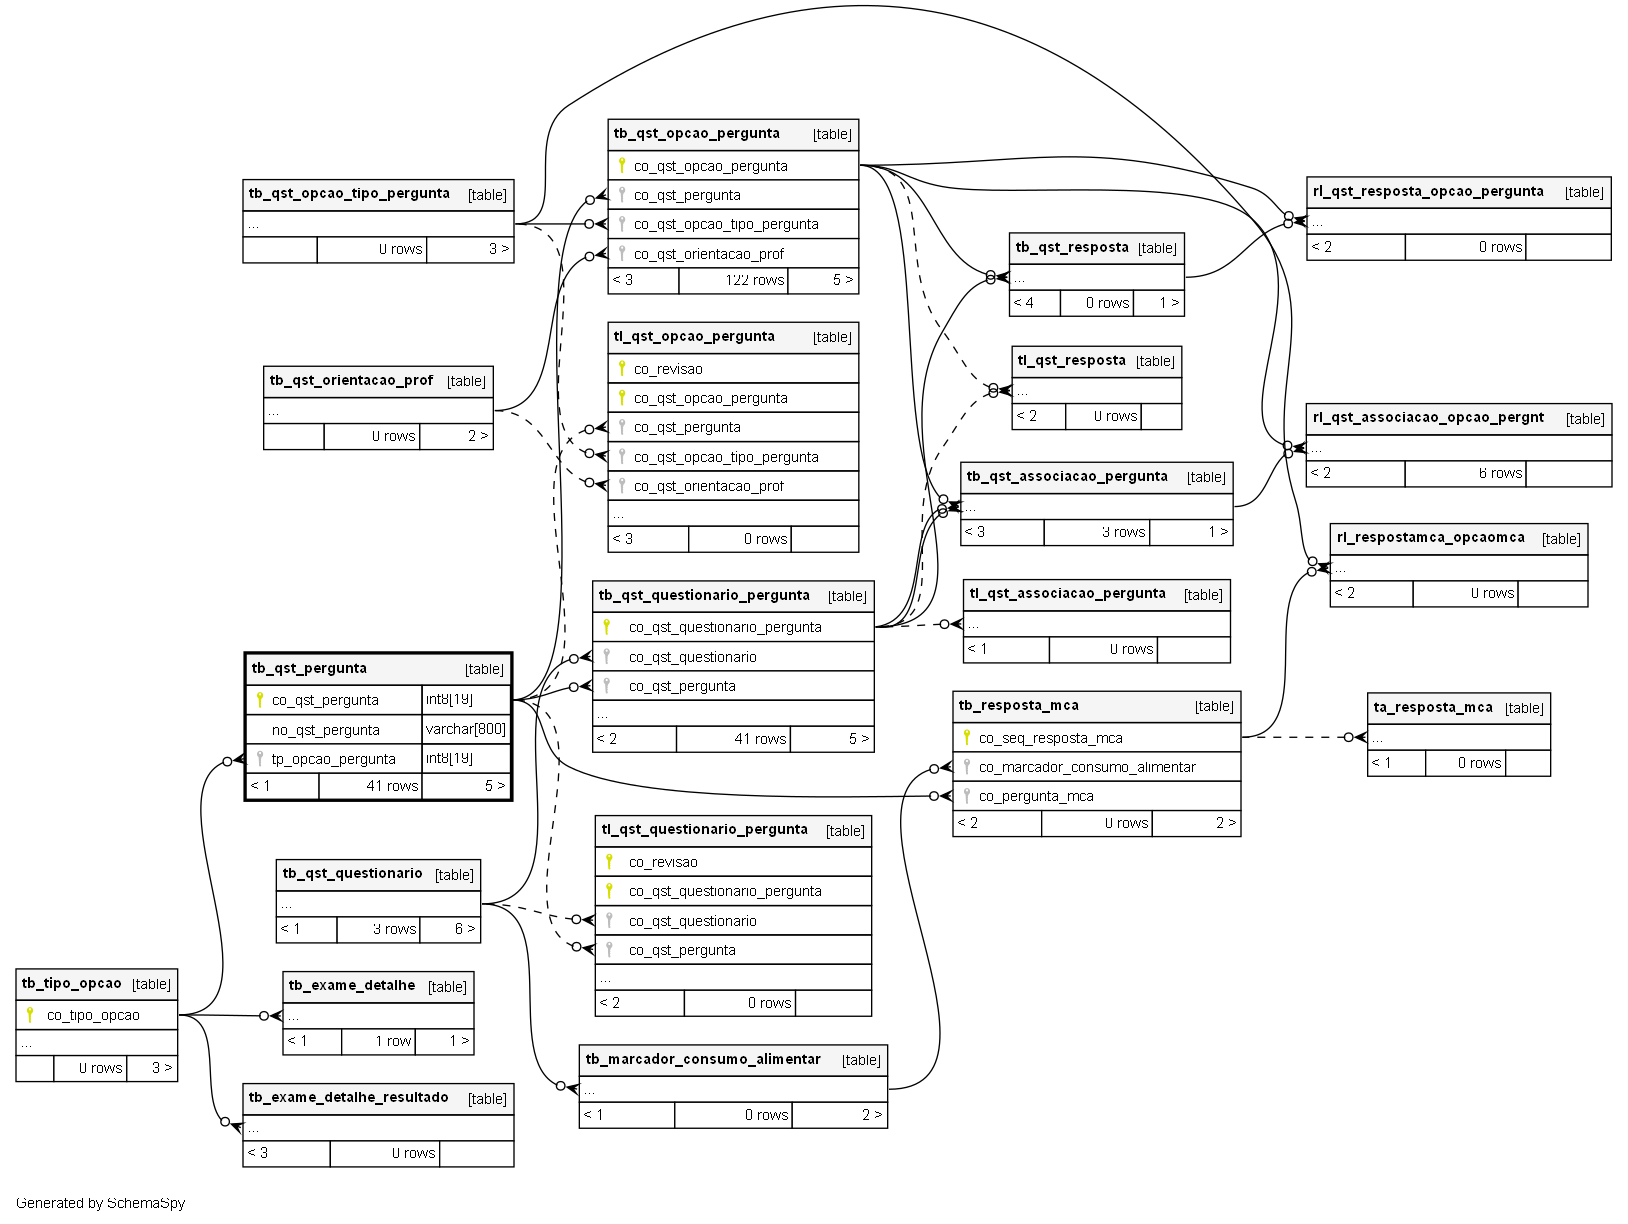 tb_qst_opcao_pergunta [table]
co_qst_opcao_pergunta
co_qst_pergunta
co_qst_opcao_tipo_pergunta
co_qst_orientacao_prof
< 3 122 rows 5 >
tb_qst_opcao_tipo_pergunta [table]
...
0 rows 3 >
rl_qst_resposta_opcao_pergunta [table]
...
< 2 0 rows
tb_qst_resposta [table]
...
< 4 0 rows 1 >
tl_qst_opcao_pergunta [table]
co_revisao
co_qst_opcao_pergunta
co_qst_pergunta
co_qst_opcao_tipo_pergunta
co_qst_orientacao_prof
...
< 3 0 rows
tl_qst_resposta [table]
...
< 2 0 rows
tb_qst_orientacao_prof [table]
...
0 rows 2 >
rl_qst_associacao_opcao_pergnt [table]
...
< 2 6 rows
tb_qst_associacao_pergunta [table]
...
< 3 3 rows 1 >
rl_respostamca_opcaomca [table]
...
< 2 0 rows
tb_qst_questionario_pergunta [table]
co_qst_questionario_pergunta
co_qst_questionario
co_qst_pergunta
...
< 2 41 rows 5 >
tl_qst_associacao_pergunta [table]
...
< 1 0 rows
tb_qst_pergunta [table]
co_qst_pergunta int8[19]
no_qst_pergunta varchar[800]
tp_opcao_pergunta int8[19]
< 1 41 rows 5 >
tb_resposta_mca [table]
co_seq_resposta_mca
co_marcador_consumo_alimentar
co_pergunta_mca
< 2 0 rows 2 >
ta_resposta_mca [table]
...
< 1 0 rows
tl_qst_questionario_pergunta [table]
co_revisao
co_qst_questionario_pergunta
co_qst_questionario
co_qst_pergunta
...
< 2 0 rows
tb_qst_questionario [table]
...
< 1 3 rows 6 >
tb_tipo_opcao [table]
co_tipo_opcao
...
0 rows 3 >
tb_exame_detalhe [table]
...
< 1 1 row 1 >
tb_marcador_consumo_alimentar [table]
...
< 1 0 rows 2 >
tb_exame_detalhe_resultado [table]
...
< 3 0 rows
Generated by SchemaSpy